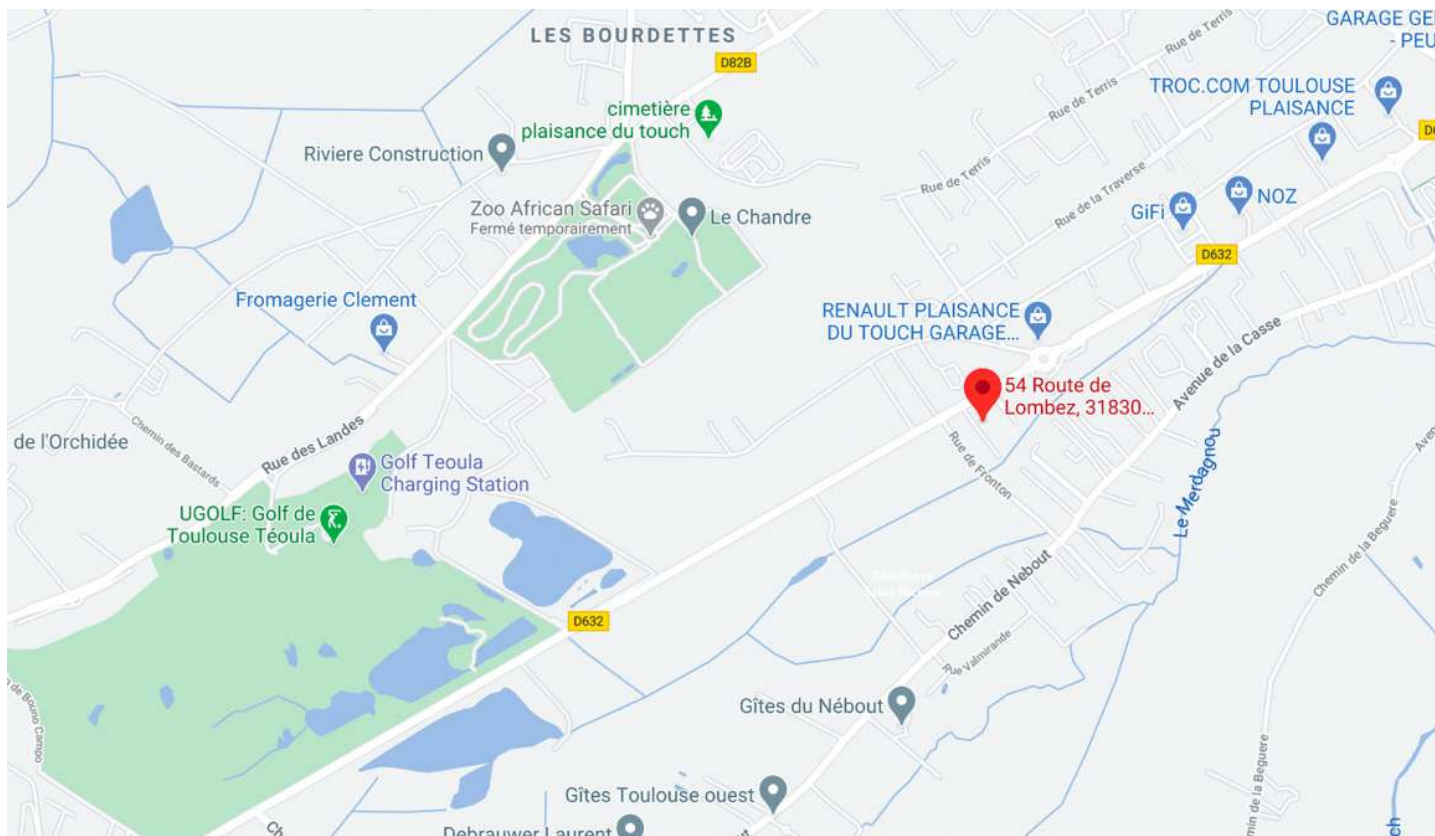 LES BOURDETTES
D82B
GARAGE GE
- PEU
TROC.COM TOULOUSE
PLAISANCE
Rue de Terris
Rue de Terris
Rue de Terris
cimetière
plaisance du touch
Riviere Construction
Zoo African Safari
Fermé temporairement
Le Chandre
Rue de la Traverse
GiFi
NOZ
D632
Fromagerie Clement
RENAULT PLAISANCE
DU TOUCH GARAGE...
Avenue de la Casse
54 Route de
Lombez, 31830...
de l'Orchidée
Chemin des Bastards
Rue des Landes
Golf Teoula
Charging Station
Rue de Fronton
Le Merdagnou
UGOLF: Golf de
Toulouse Téoula
Chemin de la Beguere
D632
Chemin de Nebout
Rue Valmirande
de Bouno Campo
Gîtes du Nébout
Gîtes Toulouse ouest
Debrauwer Laurent